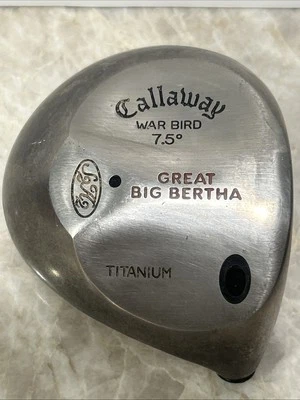 Callaway
WAR BIRD
7.5°
GREAT
BIG BERTHA
TITANIUM